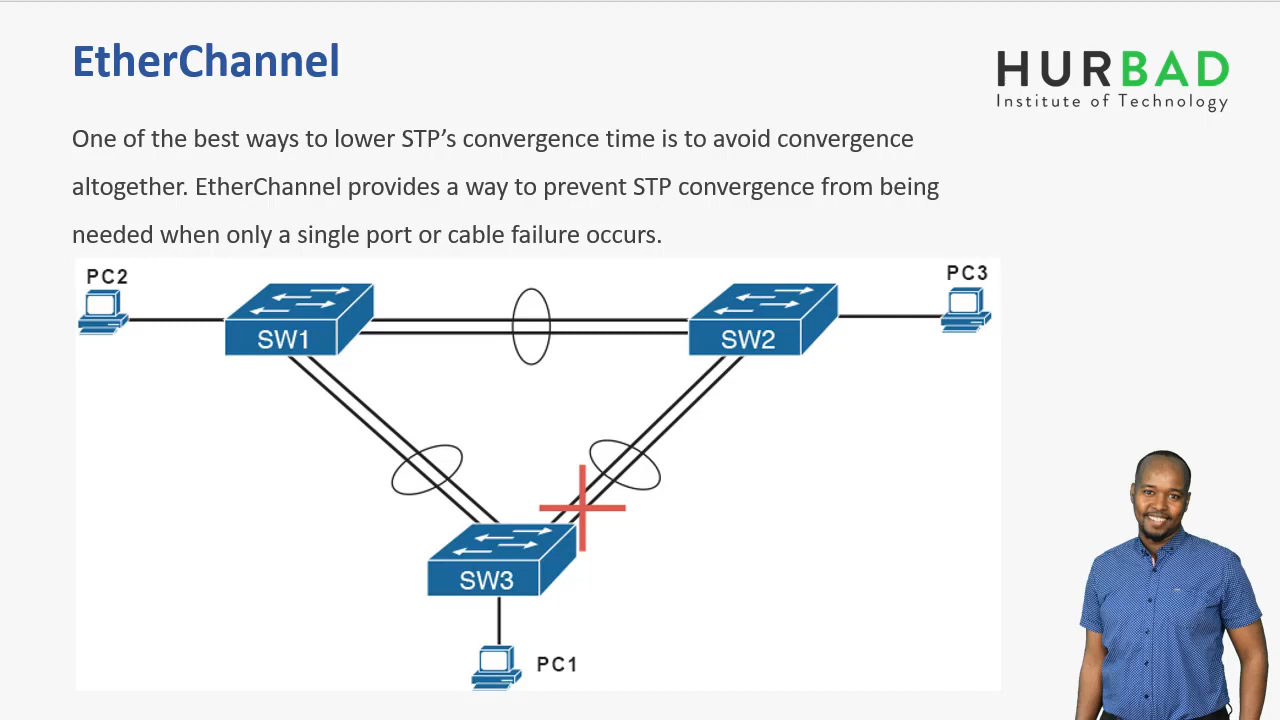 EtherChannel
HURBAD
Institute of Technology
One of the best ways to lower STP’s convergence time is to avoid convergence
altogether. EtherChannel provides a way to prevent STP convergence from being
needed when only a single port or cable failure occurs.
PC2
PC3
SW1
SW2
SW3
PC1